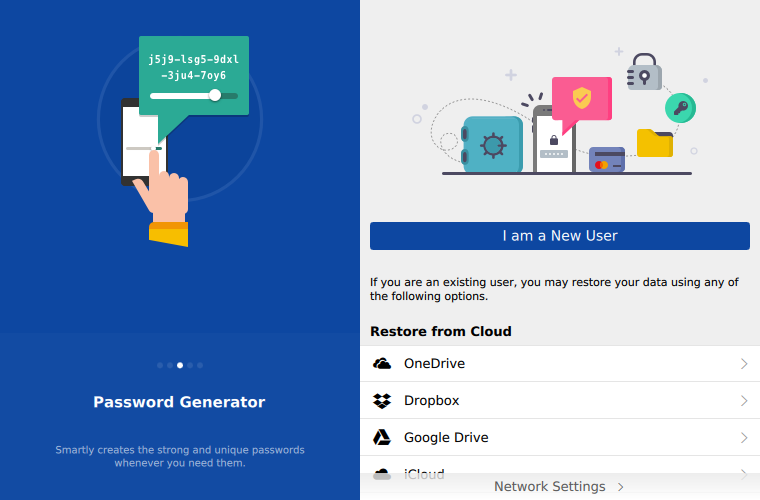 j5j9-lsg5-9dxl
-3ju4-7oy6
Password Generator
Smartly creates the strong and unique passwords
whenever you need them.
I am a New User
If you are an existing user, you may restore your data using any of
the following options.
Restore from Cloud
OneDrive
Dropbox
Google Drive
iCloud
Network Settings